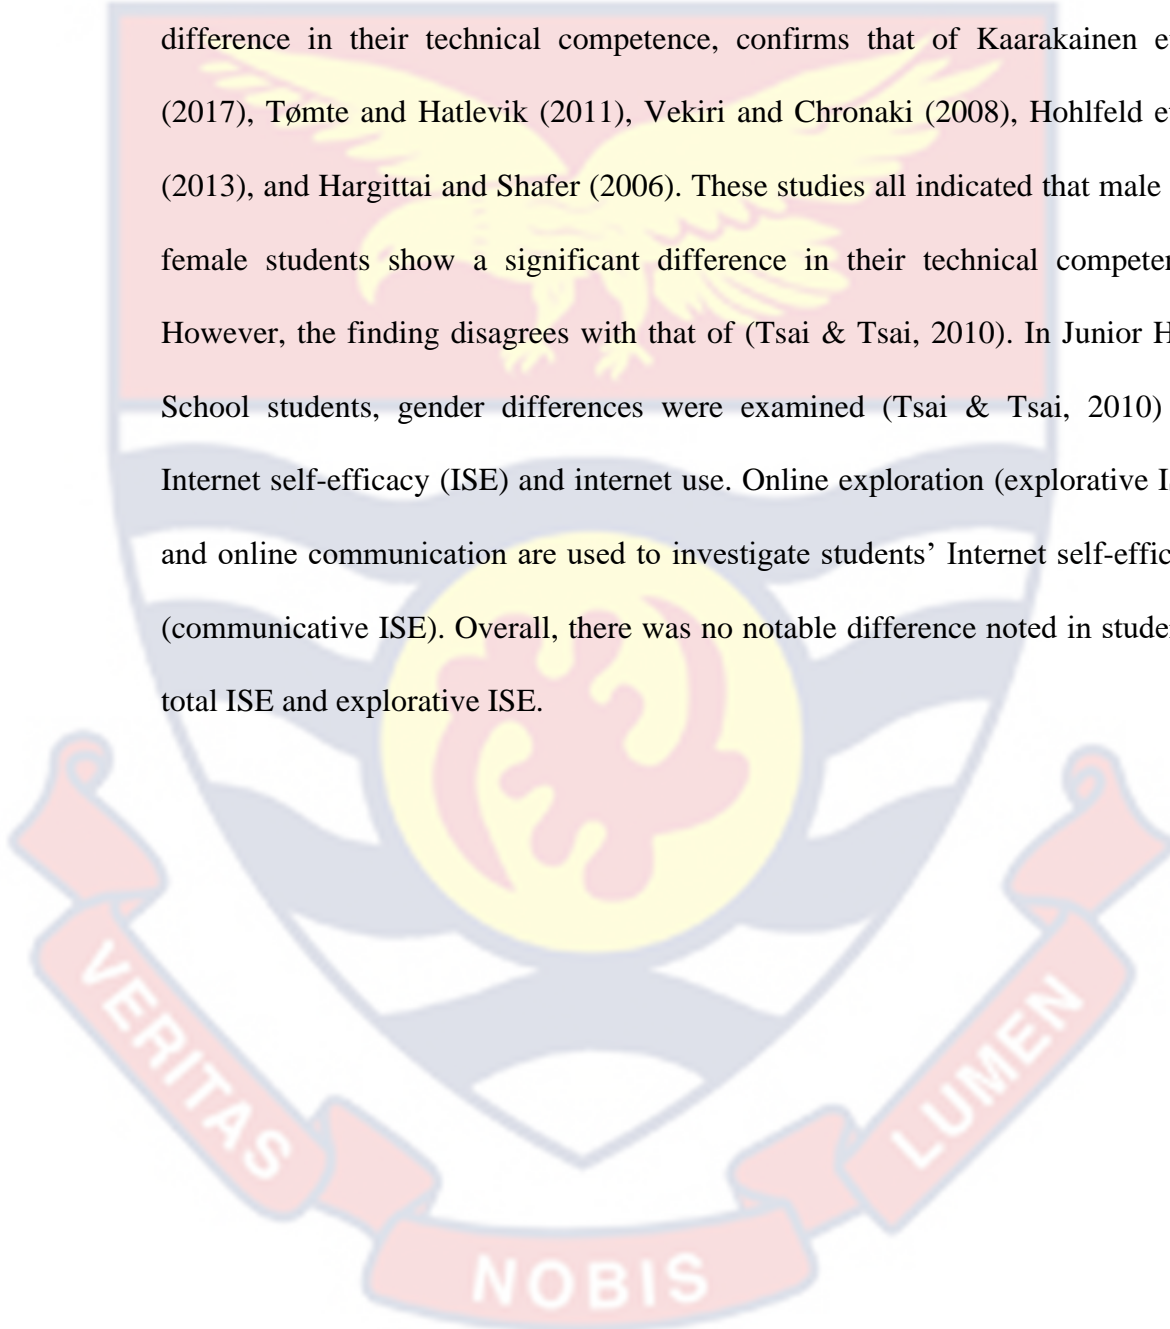 difference in their technical competence, confirms that of Kaarakainen e
(2017), Tømte and Hatlevik (2011), Vekiri and Chronaki (2008), Hohlfeld e
(2013), and Hargittai and Shafer (2006). These studies all indicated that male
female students show a significant difference in their technical competen
However, the finding disagrees with that of (Tsai & Tsai, 2010). In Junior H
School students, gender differences were examined (Tsai & Tsai, 2010)
Internet self-efficacy (ISE) and internet use. Online exploration (explorative I
and online communication are used to investigate students’ Internet self-effic
(communicative ISE). Overall, there was no notable difference noted in studen
total ISE and explorative ISE.
VERITAS
NOBIS
LUMEN